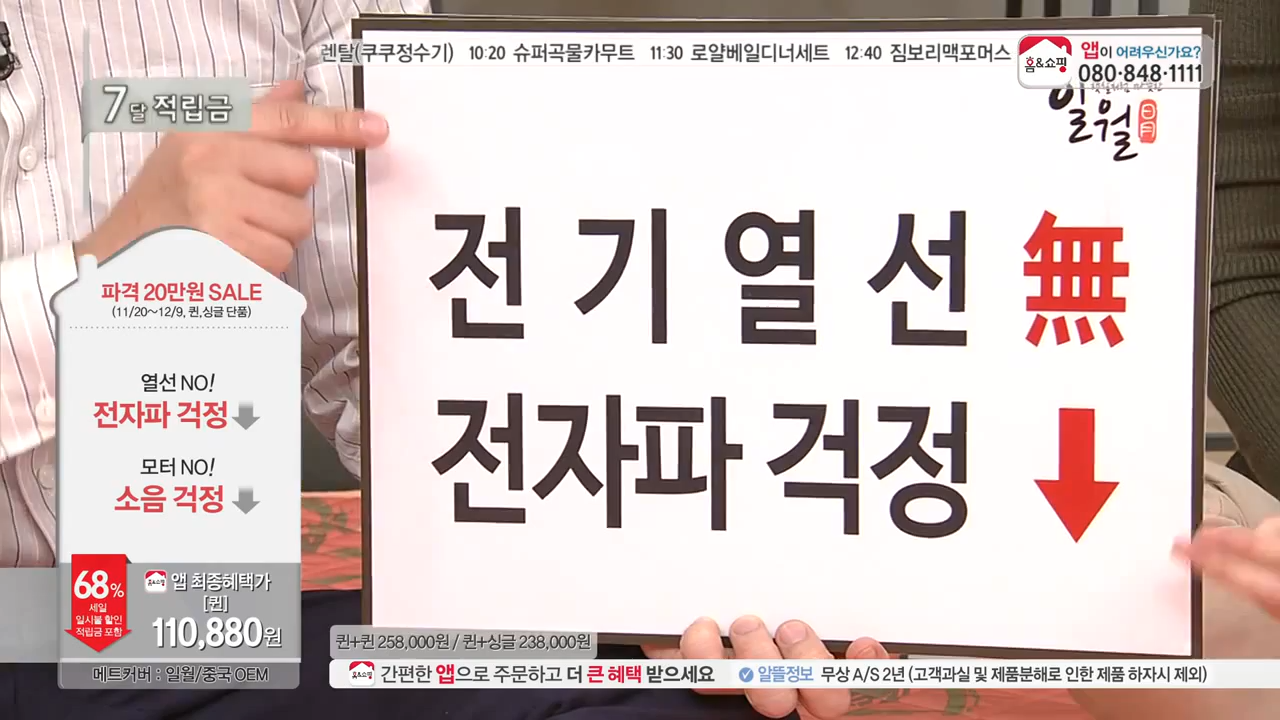 렌탈(쿠쿠정수기) 10:20 슈퍼곡물카무트 11:30 로얄베일디너세트 12:40 짐보리맥포머스
홈&쇼핑
앱이 어려우신가요?
080·848·1111
7달 적립금
일월
日月
전기열선 無
전자파 걱정 ↓
파격 20만원 SALE
(11/20~12/9, 퀸,싱글 단품)
열선 NO!
전자파 걱정 ↓
모터 NO!
소음 걱정 ↓
68%
세일
일시불 할인
적립금 포함
홈&쇼핑 앱 최종혜택가
[퀸]
110,880원
메트커버 : 일월/중국 OEM
퀸+퀸 258,000원 / 퀸+싱글 238,000원
홈&쇼핑 간편한 앱으로 주문하고 더 큰 혜택 받으세요
알뜰정보 무상 A/S 2년 (고객과실 및 제품분해로 인한 제품 하자시 제외)